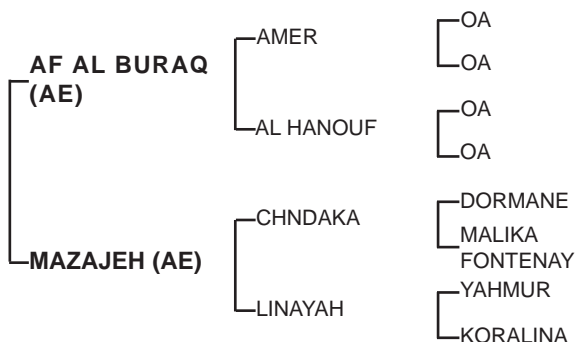 OA
AMER
AF AL BURAQ
(AE)
OA
OA
AL HANOUF
OA
DORMANE
CHNDAKA
MALIKA
FONTENAY
MAZAJEH (AE)
YAHMUR
LINAYAH
KORALINA